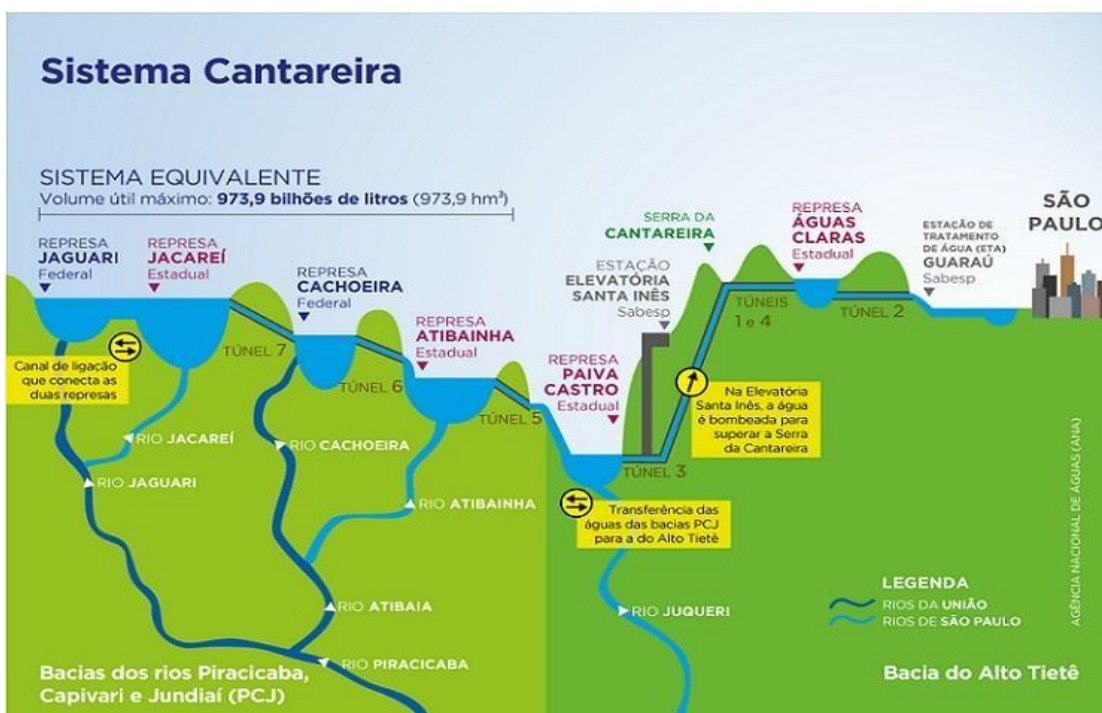 Sistema Cantareira
SISTEMA EQUIVALENTE
Volume útil máximo: 973,9 bilhões de litros (973,9 hm³)
REPRESA
JAGUARI
Federal
REPRESA
JACAREÍ
Estadual
REPRESA
CACHOEIRA
Federal
REPRESA
ATIBAINHA
Estadual
REPRESA
PAIVA
CASTRO
Estadual
ESTAÇÃO
ELEVATÓRIA
SANTA INÊS
Sabesp
SERRA DA
CANTAREIRA
REPRESA
ÁGUAS
CLARAS
Estadual
ESTAÇÃO DE
TRATAMENTO
DE ÁGUA (ETA)
GUARAÚ
Sabesp
SÃO
PAULO
TÚNEL 7
TÚNEL 6
TÚNEL 5
TÚNEL 3
TÚNEIS
1 e 4
TÚNEL 2
Canal de ligação
que conecta as
duas represas
Na Elevatória
Santa Inês, a água
é bombeada para
superar a Serra
da Cantareira
Transferência das
águas das bacias PCJ
para a do Alto Tietê
RIO JACAREÍ
RIO JAGUARI
RIO CACHOEIRA
RIO ATIBAINHA
RIO ATIBAIA
RIO PIRACICABA
RIO JUQUERI
LEGENDA
RIOS DA UNIÃO
RIOS DE SÃO PAULO
Bacias dos rios Piracicaba,
Capivari e Jundiaí (PCJ)
Bacia do Alto Tietê
AGÊNCIA NACIONAL DE ÁGUAS (ANA)